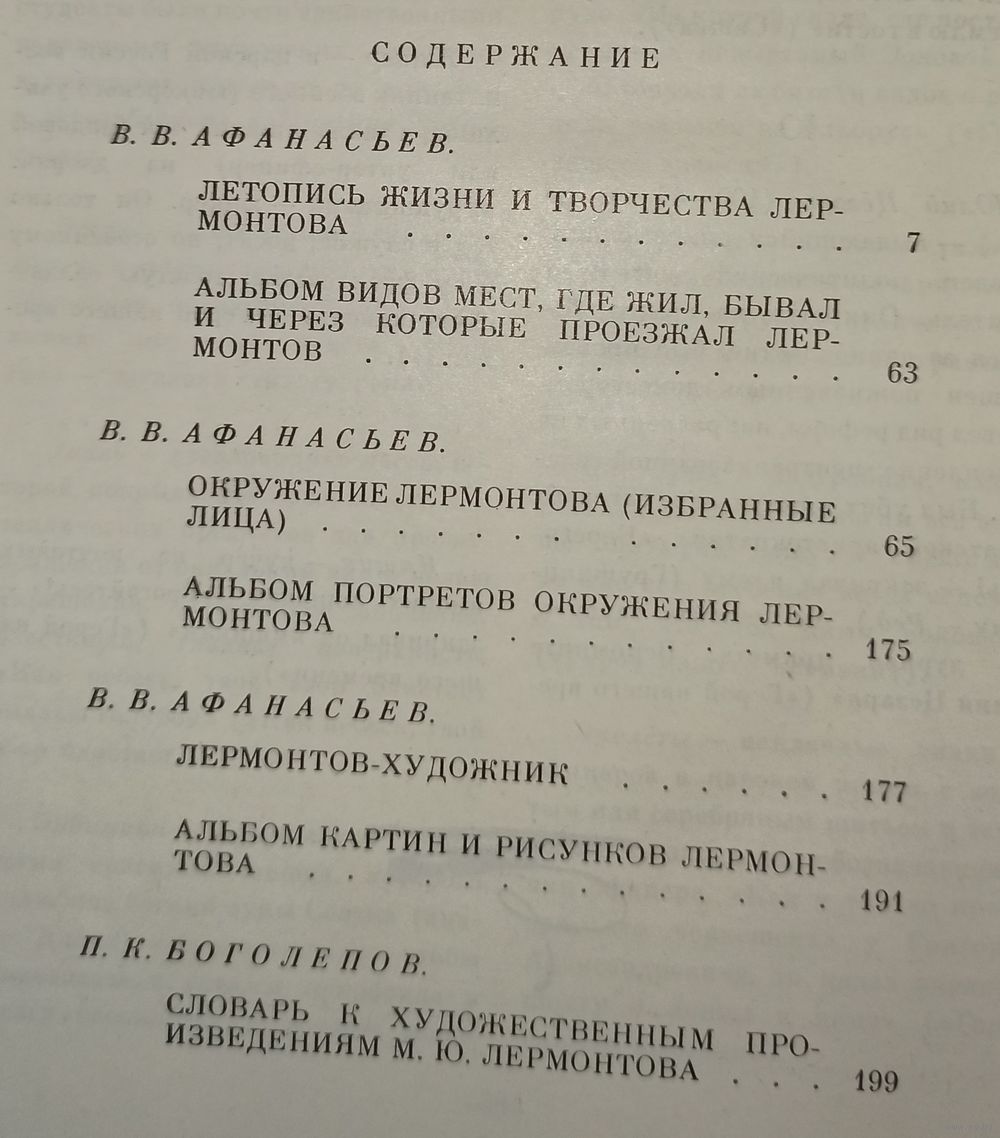 СОДЕРЖАНИЕ
В. В. АФАНАСЬЕВ.
ЛЕТОПИСЬ ЖИЗНИ И ТВОРЧЕСТВА ЛЕР-
МОНТОВА . . . . . . . . . . . . 7
АЛЬБОМ ВИДОВ МЕСТ, ГДЕ ЖИЛ, БЫВАЛ
И ЧЕРЕЗ КОТОРЫЕ ПРОЕЗЖАЛ ЛЕР-
МОНТОВ . . . . . . . . . . . . . 63
В. В. АФАНАСЬЕВ.
ОКРУЖЕНИЕ ЛЕРМОНТОВА (ИЗБРАННЫЕ
ЛИЦА) . . . . . . . . . . . . . 65
АЛЬБОМ ПОРТРЕТОВ ОКРУЖЕНИЯ ЛЕР-
МОНТОВА . . . . . . . . . . . . 175
В. В. АФАНАСЬЕВ.
ЛЕРМОНТОВ-ХУДОЖНИК . . . . . . 177
АЛЬБОМ КАРТИН И РИСУНКОВ ЛЕРМОН-
ТОВА . . . . . . . . . . . . . . 191
П. К. БОГОЛЕПОВ.
СЛОВАРЬ К ХУДОЖЕСТВЕННЫМ ПРО-
ИЗВЕДЕНИЯМ М. Ю. ЛЕРМОНТОВА . . . 199